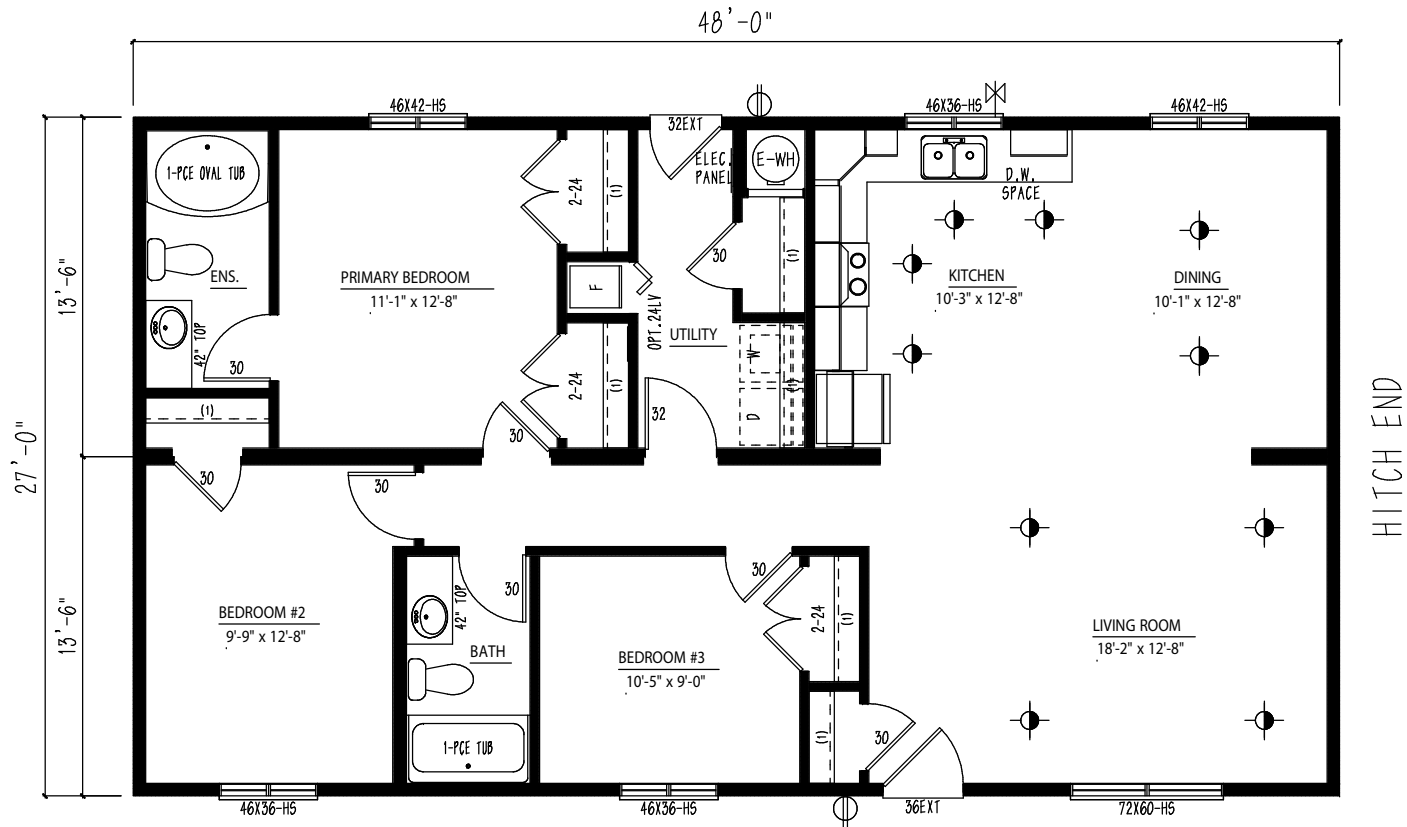 48'-0"
46X42-HS
46X36-HS
46X42-HS
32EXT
1-PCE OVAL TUB
ELEC.
PANEL
E-WH
D.W.
SPACE
2-24
(1)
30
(1)
13'-6"
ENS.
PRIMARY BEDROOM
11'-1" x 12'-8"
F
KITCHEN
10'-3" x 12'-8"
DINING
10'-1" x 12'-8"
42" TOP
30
OPT.24LV
UTILITY
W
(1)
D
2-24
(1)
32
30
(1)
30
30
27'-0"
HITCH END
13'-6"
BEDROOM #2
9'-9" x 12'-8"
30
42" TOP
BATH
1-PCE TUB
30
2-24
(1)
BEDROOM #3
10'-5" x 9'-0"
LIVING ROOM
18'-2" x 12'-8"
(1)
30
46X36-HS
46X36-HS
36EXT
72X60-HS